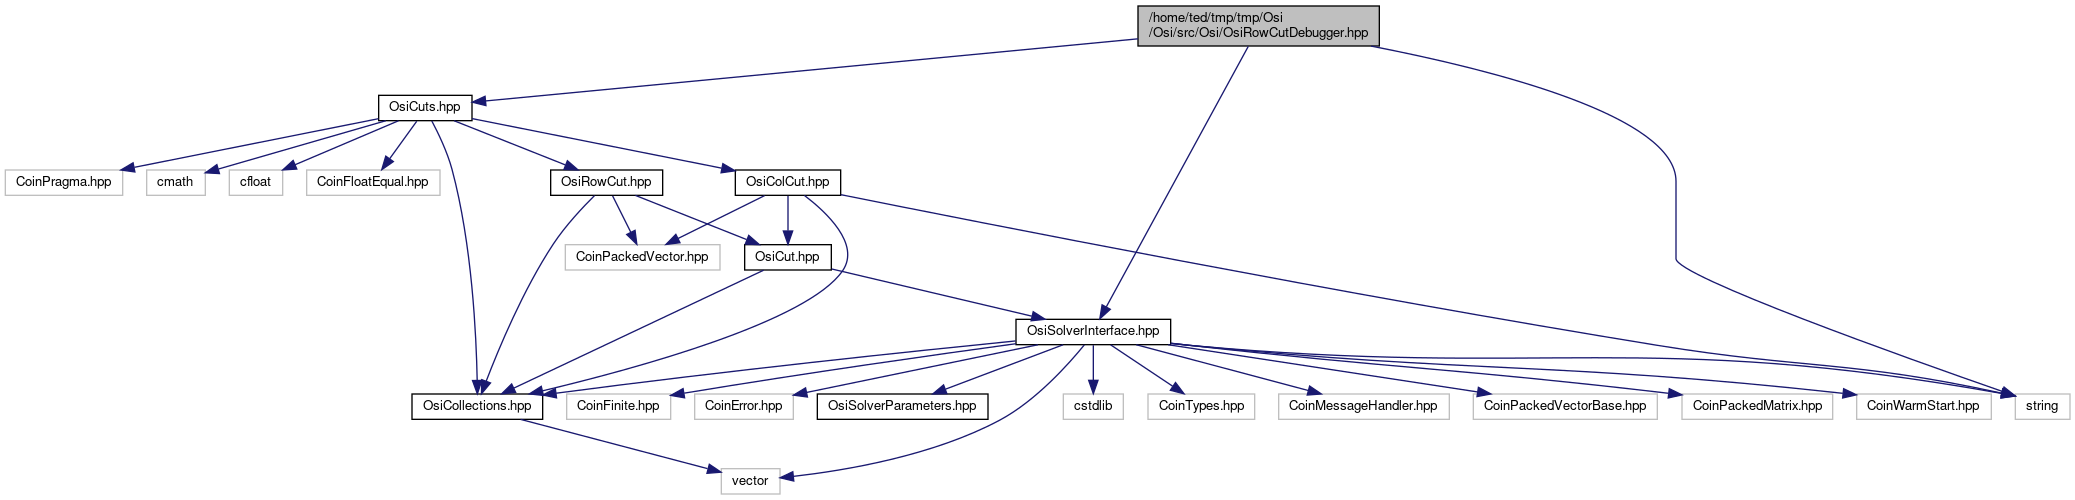 /home/ted/tmp/tmp/Osi
/Osi/src/Osi/OsiRowCutDebugger.hpp
OsiCuts.hpp
CoinPragma.hpp
cmath
cfloat
CoinFloatEqual.hpp
OsiRowCut.hpp
OsiColCut.hpp
CoinPackedVector.hpp
OsiCut.hpp
OsiSolverInterface.hpp
OsiCollections.hpp
CoinFinite.hpp
CoinError.hpp
OsiSolverParameters.hpp
cstdlib
CoinTypes.hpp
CoinMessageHandler.hpp
CoinPackedVectorBase.hpp
CoinPackedMatrix.hpp
CoinWarmStart.hpp
string
vector